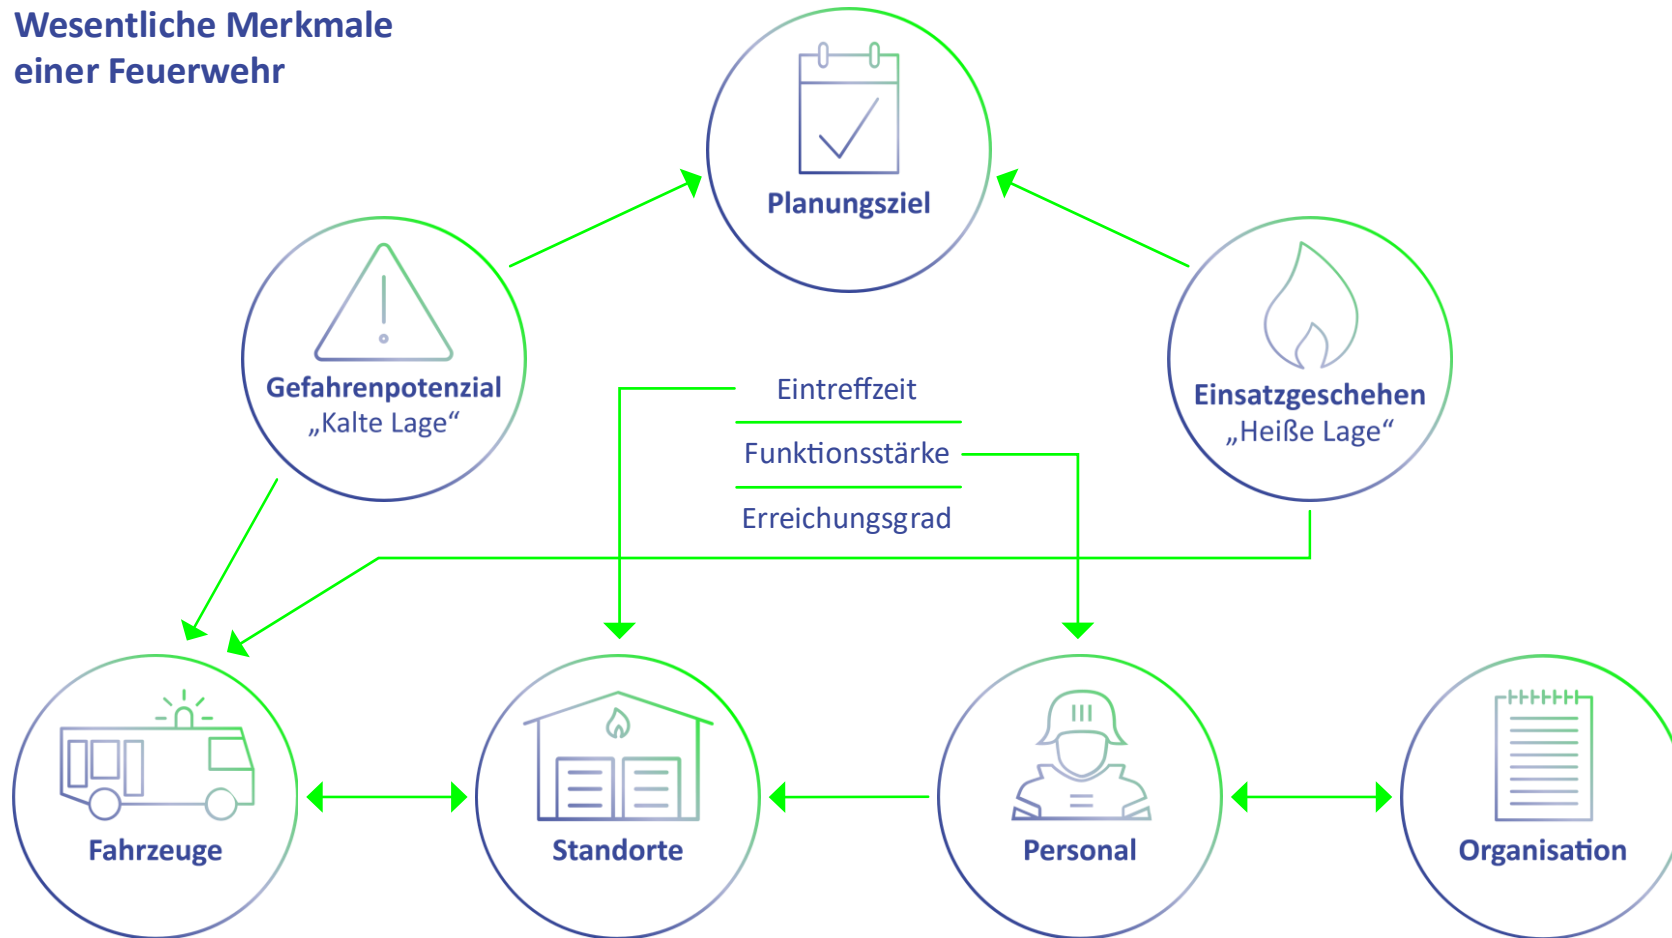 Wesentliche Merkmale
einer Feuerwehr
Planungsziel
Gefahrenpotenzial
„Kalte Lage“
Einsatzgeschehen
„Heiße Lage“
Eintreffzeit
Funktionsstärke
Erreichungsgrad
Fahrzeuge
Standorte
Personal
Organisation